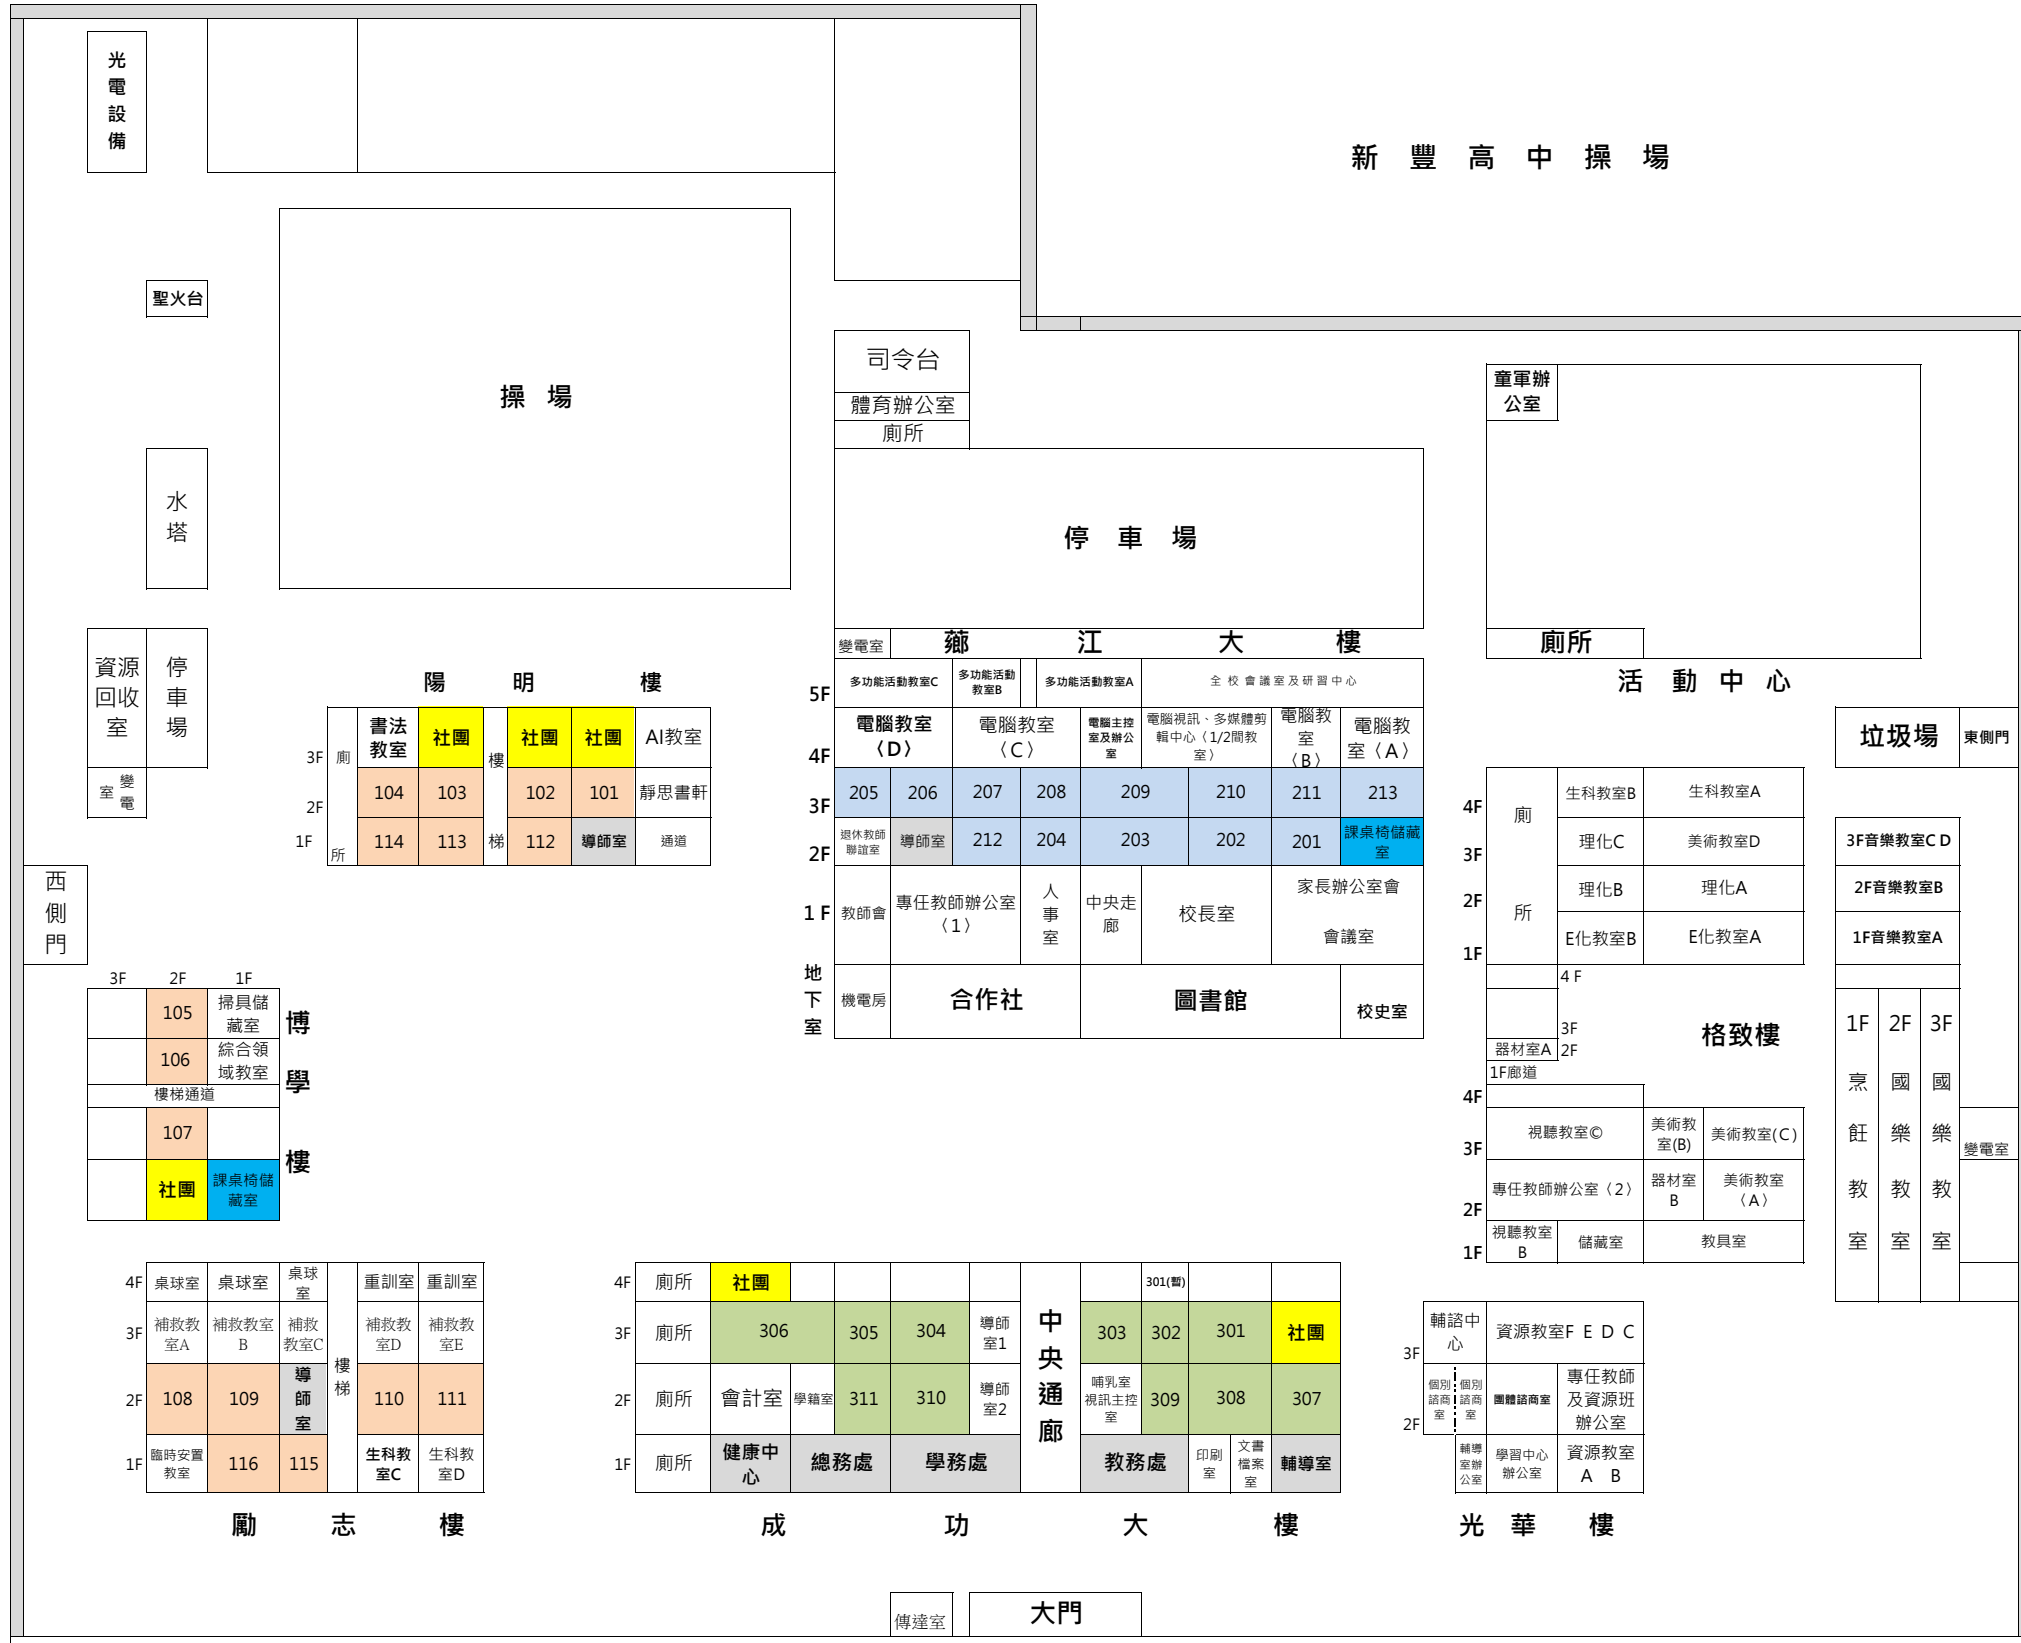 光
電
設
備
新 豐 高 中 操 場
聖火台
操 場
司令台
體育辦公室
廁所
童軍辦
公室
水
塔
停 車 場
資源
回收
室
停
車
場
變
電
室
西
側
門
陽 明 樓
3F
2F
1F
廁
所
書法
教室
社團
樓
梯
社團
社團
AI教室
104
103
102
101
靜思書軒
114
113
112
導師室
通道
變電室
薌 江 大 樓
5F
多功能活動教室C
多功能活動
教室B
多功能活動教室A
全 校 會 議 室 及 研 習 中 心
4F
電腦教室
〈D〉
電腦教室
〈C〉
電腦主控
室及辦公
室
電腦視訊、多媒體剪
輯中心〈1/2間教
室〉
電腦教
室
〈B〉
電腦教
室〈A〉
3F
205
206
207
208
209
210
211
213
2F
退休教師
聯誼室
導師室
212
204
203
202
201
課桌椅儲藏
室
1 F
教師會
專任教師辦公室
〈1〉
人
事
室
中央走
廊
校長室
家長辦公室會
會議室
地
下
室
機電房
合作社
圖書館
校史室
廁所
活 動 中 心
垃圾場
東側門
4F
3F
2F
1F
廁
所
生科教室B
生科教室A
理化C
美術教室D
理化B
理化A
E化教室B
E化教室A
3F音樂教室C D
2F音樂教室B
1F音樂教室A
4 F
3F
器材室A
2F
1F廊道
格致樓
4F
3F
視聽教室©
美術教
室(B)
美術教室(C)
2F
專任教師辦公室〈2〉
器材室
B
美術教室
〈A〉
1F
視聽教室
B
儲藏室
教具室
1F
烹
飪
教
室
2F
國
樂
教
室
3F
國
樂
教
室
變電室
3F
2F
1F
105
掃具儲
藏室
106
綜合領
域教室
樓梯通道
107
社團
課桌椅儲
藏室
博
學
樓
4F
桌球室
桌球室
桌球
室
樓
梯
重訓室
重訓室
3F
補救教
室A
補救教室
B
補救
教室C
補救教
室D
補救教
室E
2F
108
109
導
師
室
110
111
1F
臨時安置
教室
116
115
生科教
室C
生科教
室D
勵 志 樓
4F
廁所
社團
301(暫)
中
央
通
廊
3F
廁所
306
305
304
導師
室1
303
302
301
社團
2F
廁所
會計室
學籍室
311
310
導師
室2
哺乳室
視訊主控
室
309
308
307
1F
廁所
健康中
心
總務處
學務處
教務處
印刷
室
文書
檔案
室
輔導室
成 功 大 樓
3F
輔諮中
心
資源教室F E D C
2F
個別
諮商
室
個別
諮商
室
團體諮商室
專任教師
及資源班
辦公室
輔導
室辦
公室
學習中心
辦公室
資源教室
A B
光 華 樓
傳達室
大門